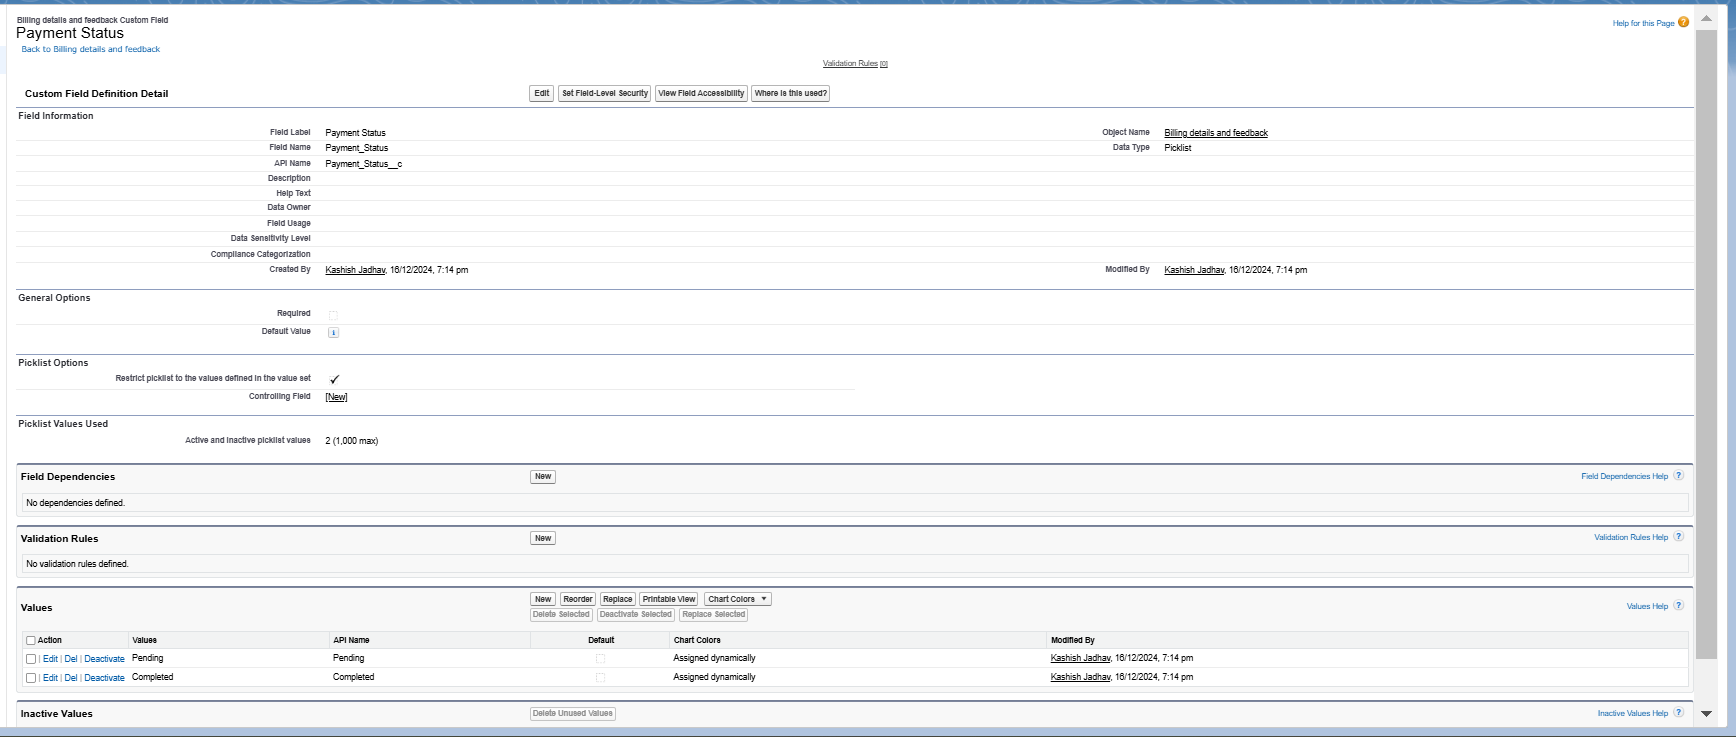 Billing details and feedback Custom Field
Payment Status
Help for this Page ?
Back to Billing details and feedback
Validation Rules [0]
Custom Field Definition Detail Edit Set Field-Level Security View Field Accessibility Where is this used?
Field Information
Field Label Payment Status Object Name Billing details and feedback
Field Name Payment_Status Data Type Picklist
API Name Payment_Status__c
Description
Help Text
Data Owner
Field Usage
Data Sensitivity Level
Compliance Categorization
Created By Kashish Jadhav, 16/12/2024, 7:14 pm Modified By Kashish Jadhav, 16/12/2024, 7:14 pm
General Options
Required
Default Value i
Picklist Options
Restrict picklist to the values defined in the value set ✓
Controlling Field [New]
Picklist Values Used
Active and inactive picklist values 2 (1,000 max)
Field Dependencies New Field Dependencies Help ?
No dependencies defined.
Validation Rules New Validation Rules Help ?
No validation rules defined.
Values New Reorder Replace Printable View Chart Colors Values Help ?
Delete Selected Deactivate Selected Replace Selected
Action Values API Name Default Chart Colors Modified By
| Edit | Del | Deactivate Pending Pending Assigned dynamically Kashish Jadhav, 16/12/2024, 7:14 pm
| Edit | Del | Deactivate Completed Completed Assigned dynamically Kashish Jadhav, 16/12/2024, 7:14 pm
Inactive Values Delete Unused Values Inactive Values Help ?